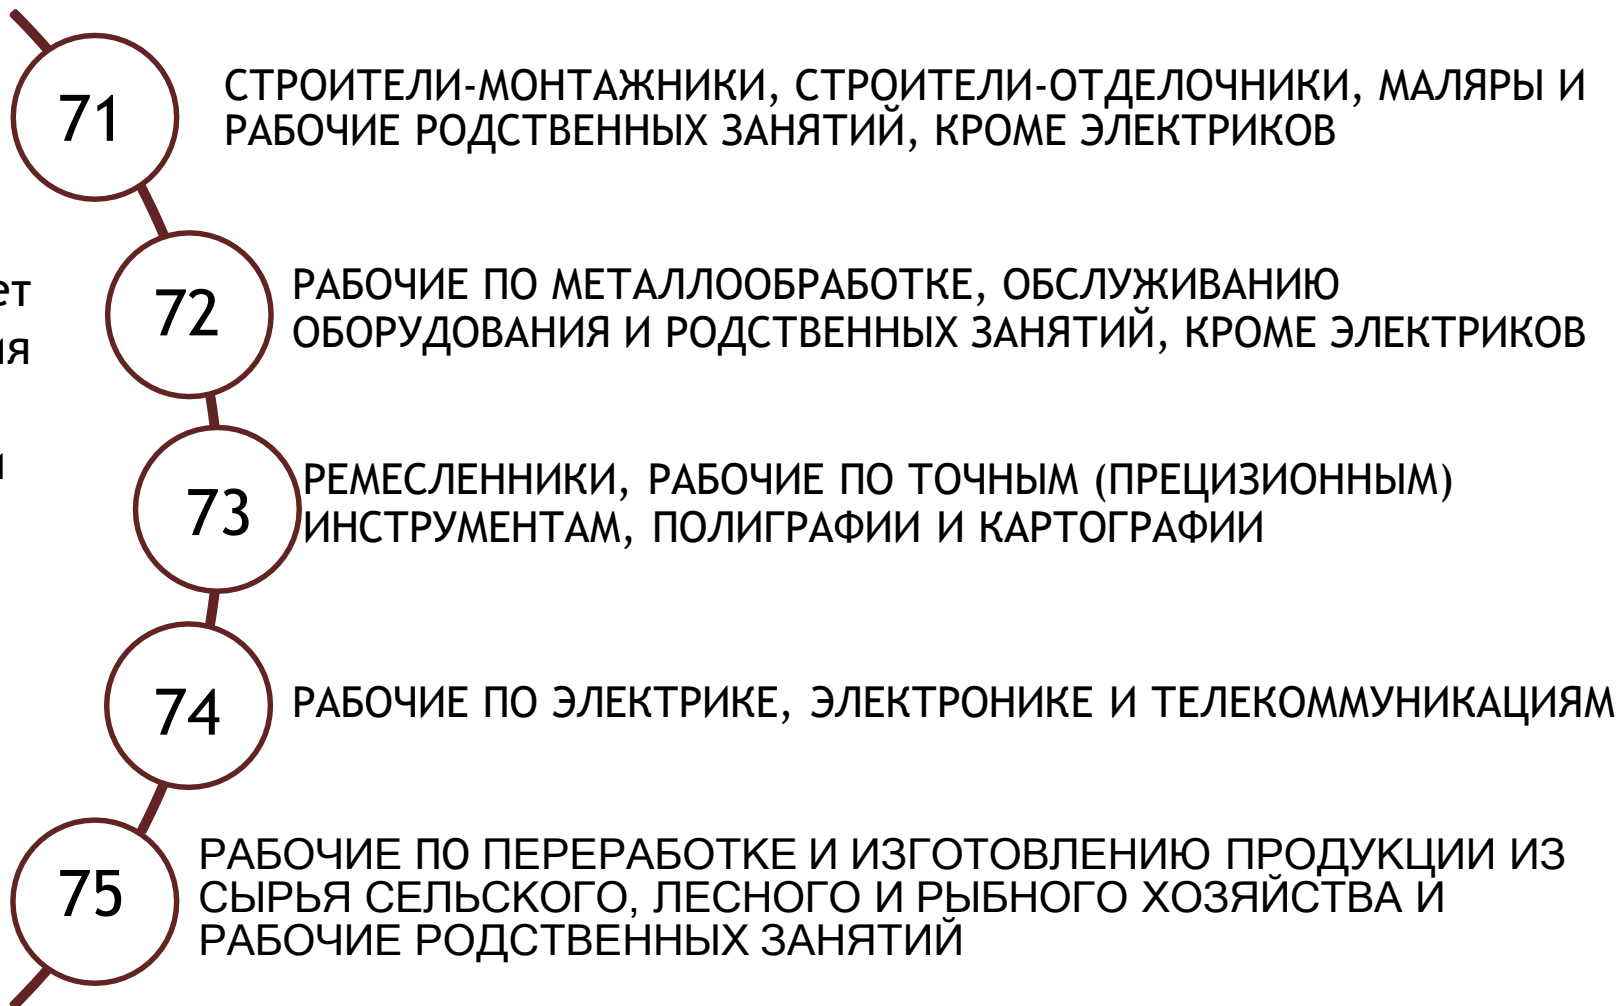 71
СТРОИТЕЛИ-МОНТАЖНИКИ, СТРОИТЕЛИ-ОТДЕЛОЧНИКИ, МАЛЯРЫ И
РАБОЧИЕ РОДСТВЕННЫХ ЗАНЯТИЙ, КРОМЕ ЭЛЕКТРИКОВ
72
РАБОЧИЕ ПО МЕТАЛЛООБРАБОТКЕ, ОБСЛУЖИВАНИЮ
ОБОРУДОВАНИЯ И РОДСТВЕННЫХ ЗАНЯТИЙ, КРОМЕ ЭЛЕКТРИКОВ
73
РЕМЕСЛЕННИКИ, РАБОЧИЕ ПО ТОЧНЫМ (ПРЕЦИЗИОННЫМ)
ИНСТРУМЕНТАМ, ПОЛИГРАФИИ И КАРТОГРАФИИ
74
РАБОЧИЕ ПО ЭЛЕКТРИКЕ, ЭЛЕКТРОНИКЕ И ТЕЛЕКОММУНИКАЦИЯМ
75
РАБОЧИЕ ПО ПЕРЕРАБОТКЕ И ИЗГОТОВЛЕНИЮ ПРОДУКЦИИ ИЗ
СЫРЬЯ СЕЛЬСКОГО, ЛЕСНОГО И РЫБНОГО ХОЗЯЙСТВА И
РАБОЧИЕ РОДСТВЕННЫХ ЗАНЯТИЙ